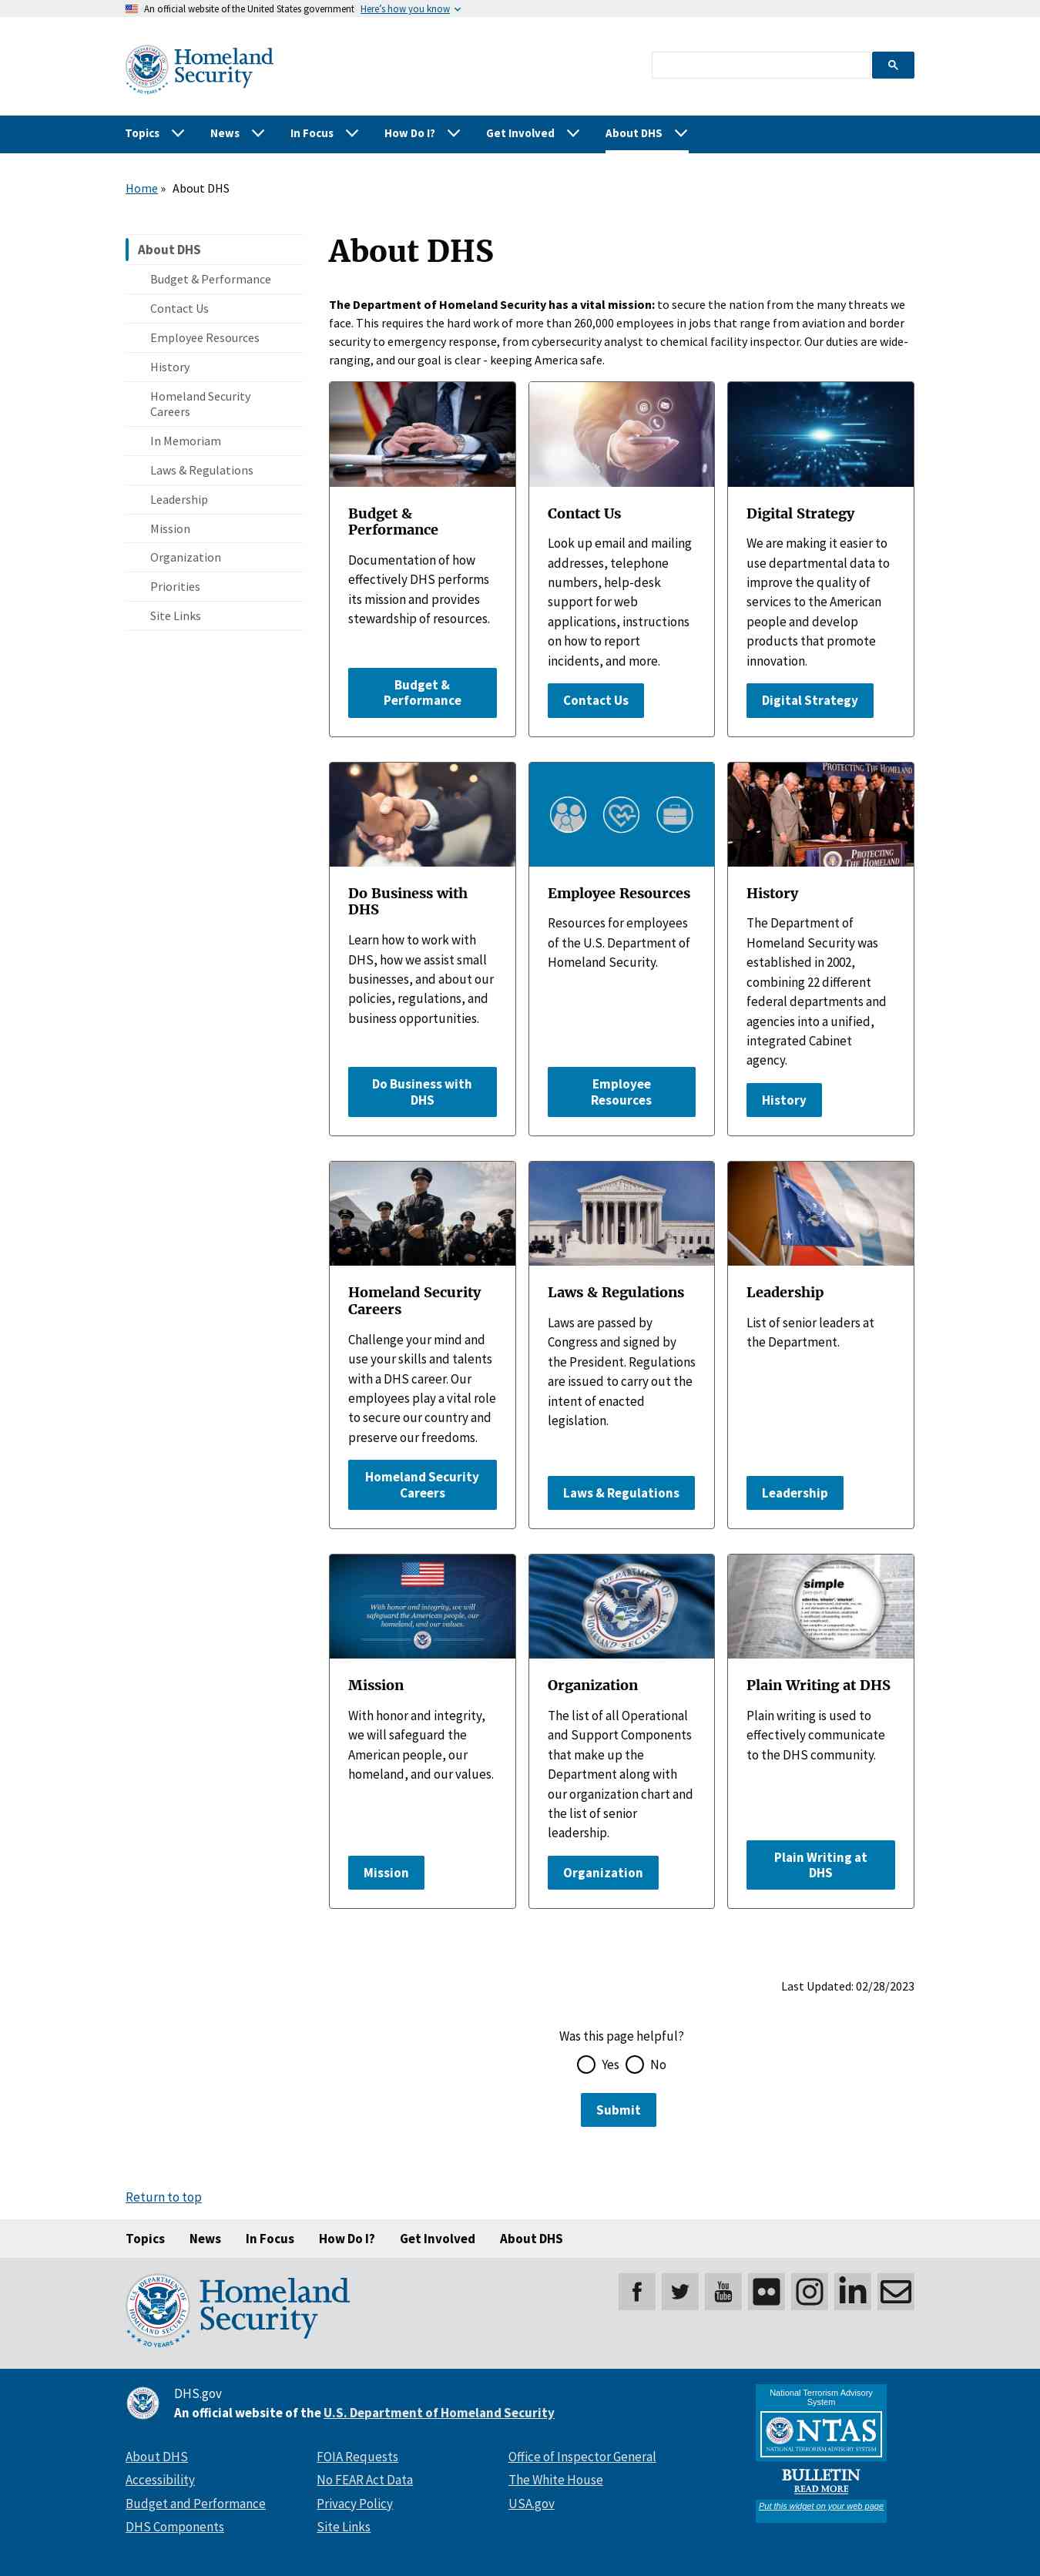 An official website of the United States government Here's how you know
Homeland
Security
Topics News In Focus How Do I? Get Involved About DHS
Home » About DHS
About DHS
Budget & Performance
Contact Us
Employee Resources
History
Homeland Security
Careers
In Memoriam
Laws & Regulations
Leadership
Mission
Organization
Priorities
Site Links
About DHS
The Department of Homeland Security has a vital mission: to secure the nation from the many threats we
face. This requires the hard work of more than 260,000 employees in jobs that range from aviation and border
security to emergency response, from cybersecurity analyst to chemical facility inspector. Our duties are wide-
ranging, and our goal is clear - keeping America safe.
Budget &
Performance
Documentation of how
effectively DHS performs
its mission and provides
stewardship of resources.
Budget &
Performance
Contact Us
Look up email and mailing
addresses, telephone
numbers, help-desk
support for web
applications, instructions
on how to report
incidents, and more.
Contact Us
Digital Strategy
We are making it easier to
use departmental data to
improve the quality of
services to the American
people and develop
products that promote
innovation.
Digital Strategy
Do Business with
DHS
Learn how to work with
DHS, how we assist small
businesses, and about our
policies, regulations, and
business opportunities.
Do Business with
DHS
Employee Resources
Resources for employees
of the U.S. Department of
Homeland Security.
Employee
Resources
PROTECTING THE HOMELAND
PROTECTING
THE HOMELAND
History
The Department of
Homeland Security was
established in 2002,
combining 22 different
federal departments and
agencies into a unified,
integrated Cabinet
agency.
History
Homeland Security
Careers
Challenge your mind and
use your skills and talents
with a DHS career. Our
employees play a vital role
to secure our country and
preserve our freedoms.
Homeland Security
Careers
Laws & Regulations
Laws are passed by
Congress and signed by
the President. Regulations
are issued to carry out the
intent of enacted
legislation.
Laws & Regulations
Leadership
List of senior leaders at
the Department.
Leadership
With honor and integrity, we will
safeguard the American people, our
homeland, and our values.
Mission
With honor and integrity,
we will safeguard the
American people, our
homeland, and our values.
Mission
Organization
The list of all Operational
and Support Components
that make up the
Department along with
our organization chart and
the list of senior
leadership.
Organization
simple
Plain Writing at DHS
Plain writing is used to
effectively communicate
to the DHS community.
Plain Writing at
DHS
Last Updated: 02/28/2023
Was this page helpful?
Yes No
Submit
Return to top
Topics News In Focus How Do I? Get Involved About DHS
Homeland
Security
20 YEARS
You
Tube
DHS.gov
An official website of the U.S. Department of Homeland Security
About DHS
Accessibility
Budget and Performance
DHS Components
FOIA Requests
No FEAR Act Data
Privacy Policy
Site Links
Office of Inspector General
The White House
USA.gov
National Terrorism Advisory
System
NTAS
NATIONAL TERRORISM ADVISORY SYSTEM
BULLETIN
READ MORE
Put this widget on your web page